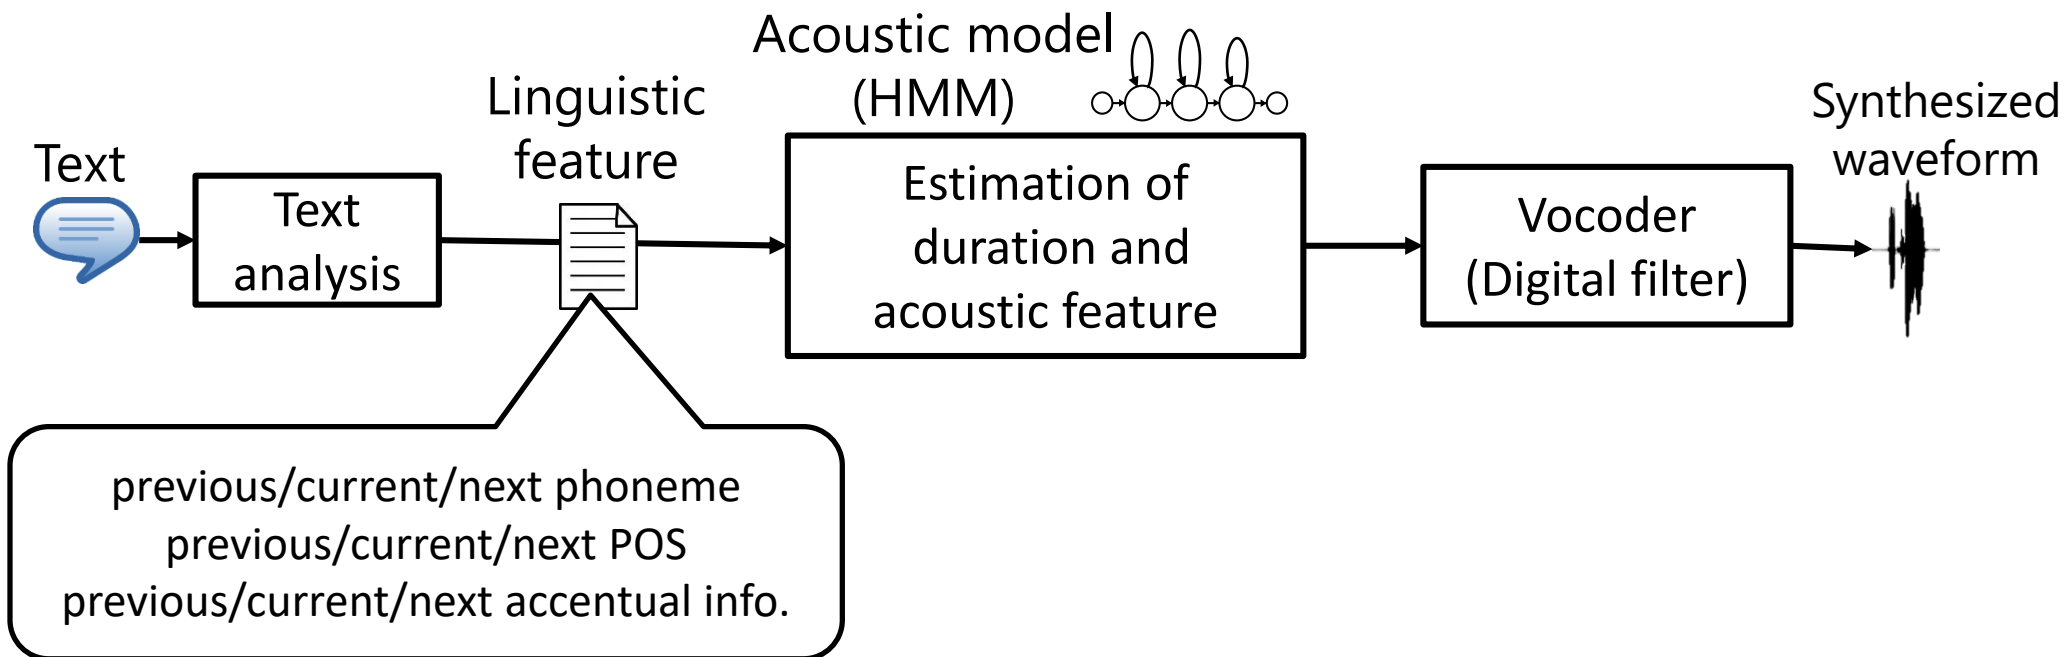 Text
Text
analysis
Linguistic
feature
Acoustic model
(HMM)
Estimation of
duration and
acoustic feature
Vocoder
(Digital filter)
Synthesized
waveform
previous/current/next phoneme
previous/current/next POS
previous/current/next accentual info.